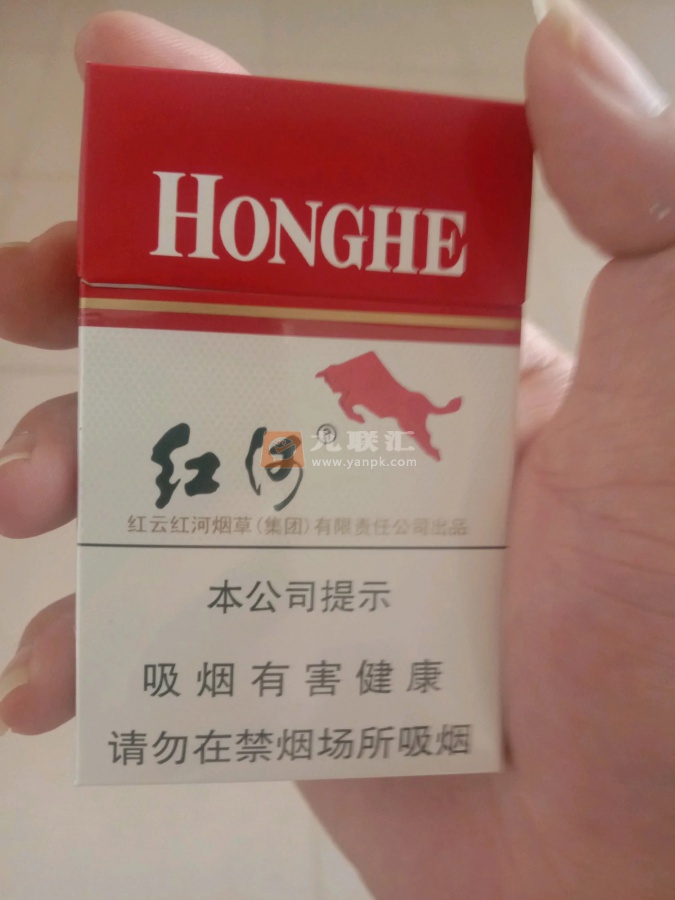 HONGHE
红河®
九联汇
www.yanpk.com
红云红河烟草(集团)有限责任公司出品
本公司提示
吸烟有害健康
请勿在禁烟场所吸烟